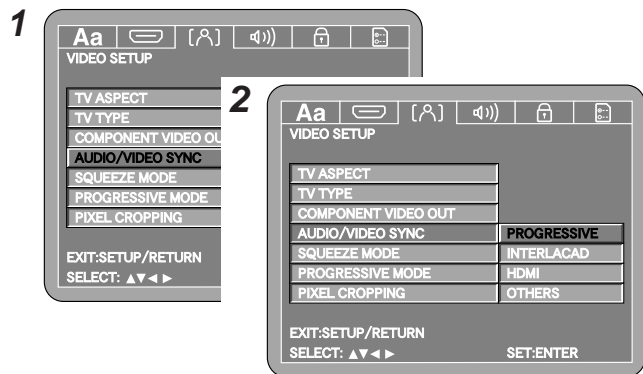 1
Aa
VIDEO SETUP
TV ASPECT
TV TYPE
COMPONENT VIDEO OU
AUDIO/VIDEO SYNC
SQUEEZE MODE
PROGRESSIVE MODE
PIXEL CROPPING
EXIT:SETUP/RETURN
SELECT: ▲▼◄ ►
2
Aa
VIDEO SETUP
TV ASPECT
TV TYPE
COMPONENT VIDEO OUT
AUDIO/VIDEO SYNC PROGRESSIVE
SQUEEZE MODE INTERLACAD
PROGRESSIVE MODE HDMI
PIXEL CROPPING OTHERS
EXIT:SETUP/RETURN
SELECT: ▲▼◄ ► SET:ENTER